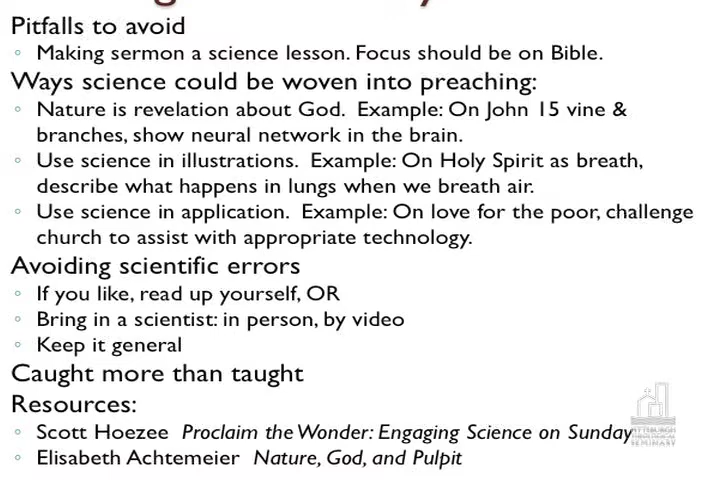 Pitfalls to avoid
◦ Making sermon a science lesson. Focus should be on Bible.
Ways science could be woven into preaching:
◦ Nature is revelation about God.  Example: On John 15 vine &
branches, show neural network in the brain.
◦ Use science in illustrations.  Example: On Holy Spirit as breath,
describe what happens in lungs when we breath air.
◦ Use science in application.  Example: On love for the poor, challenge
church to assist with appropriate technology.
Avoiding scientific errors
◦ If you like, read up yourself, OR
◦ Bring in a scientist: in person, by video
◦ Keep it general
Caught more than taught
Resources:
◦ Scott Hoezee  Proclaim the Wonder: Engaging Science on Sunday
◦ Elisabeth Achtemeier  Nature, God, and Pulpit
PITTSBURGH
THEOLOGICAL
SEMINARY